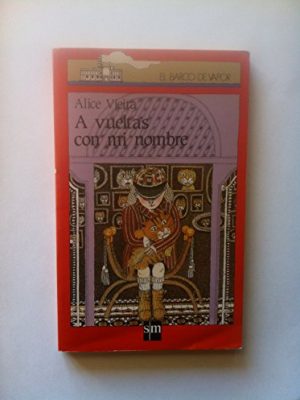 EL BARCO DE VAPOR
Alice Vieira
A vueltas
con mi nombre
sm